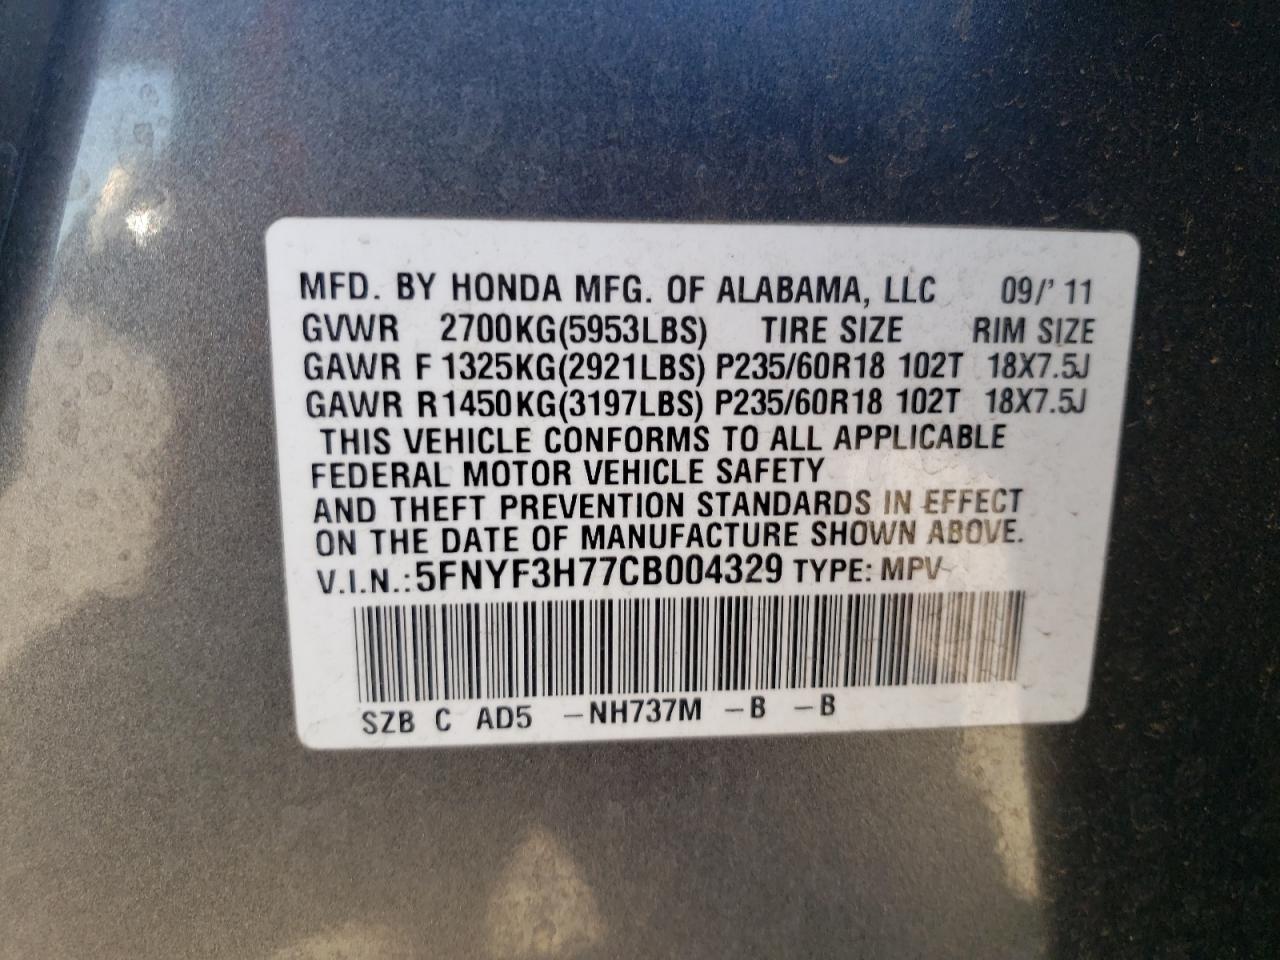 MFD. BY HONDA MFG. OF ALABAMA, LLC 09/'11
GVWR 2700KG(5953LBS) TIRE SIZE RIM SIZE
GAWR F 1325KG(2921LBS) P235/60R18 102T 18X7.5J
GAWR R1450KG(3197LBS) P235/60R18 102T 18X7.5J
THIS VEHICLE CONFORMS TO ALL APPLICABLE
FEDERAL MOTOR VEHICLE SAFETY
AND THEFT PREVENTION STANDARDS IN EFFECT
ON THE DATE OF MANUFACTURE SHOWN ABOVE.
V.I.N.:5FNYF3H77CB004329 TYPE: MPV
SZB C AD5 -NH737M -B -B